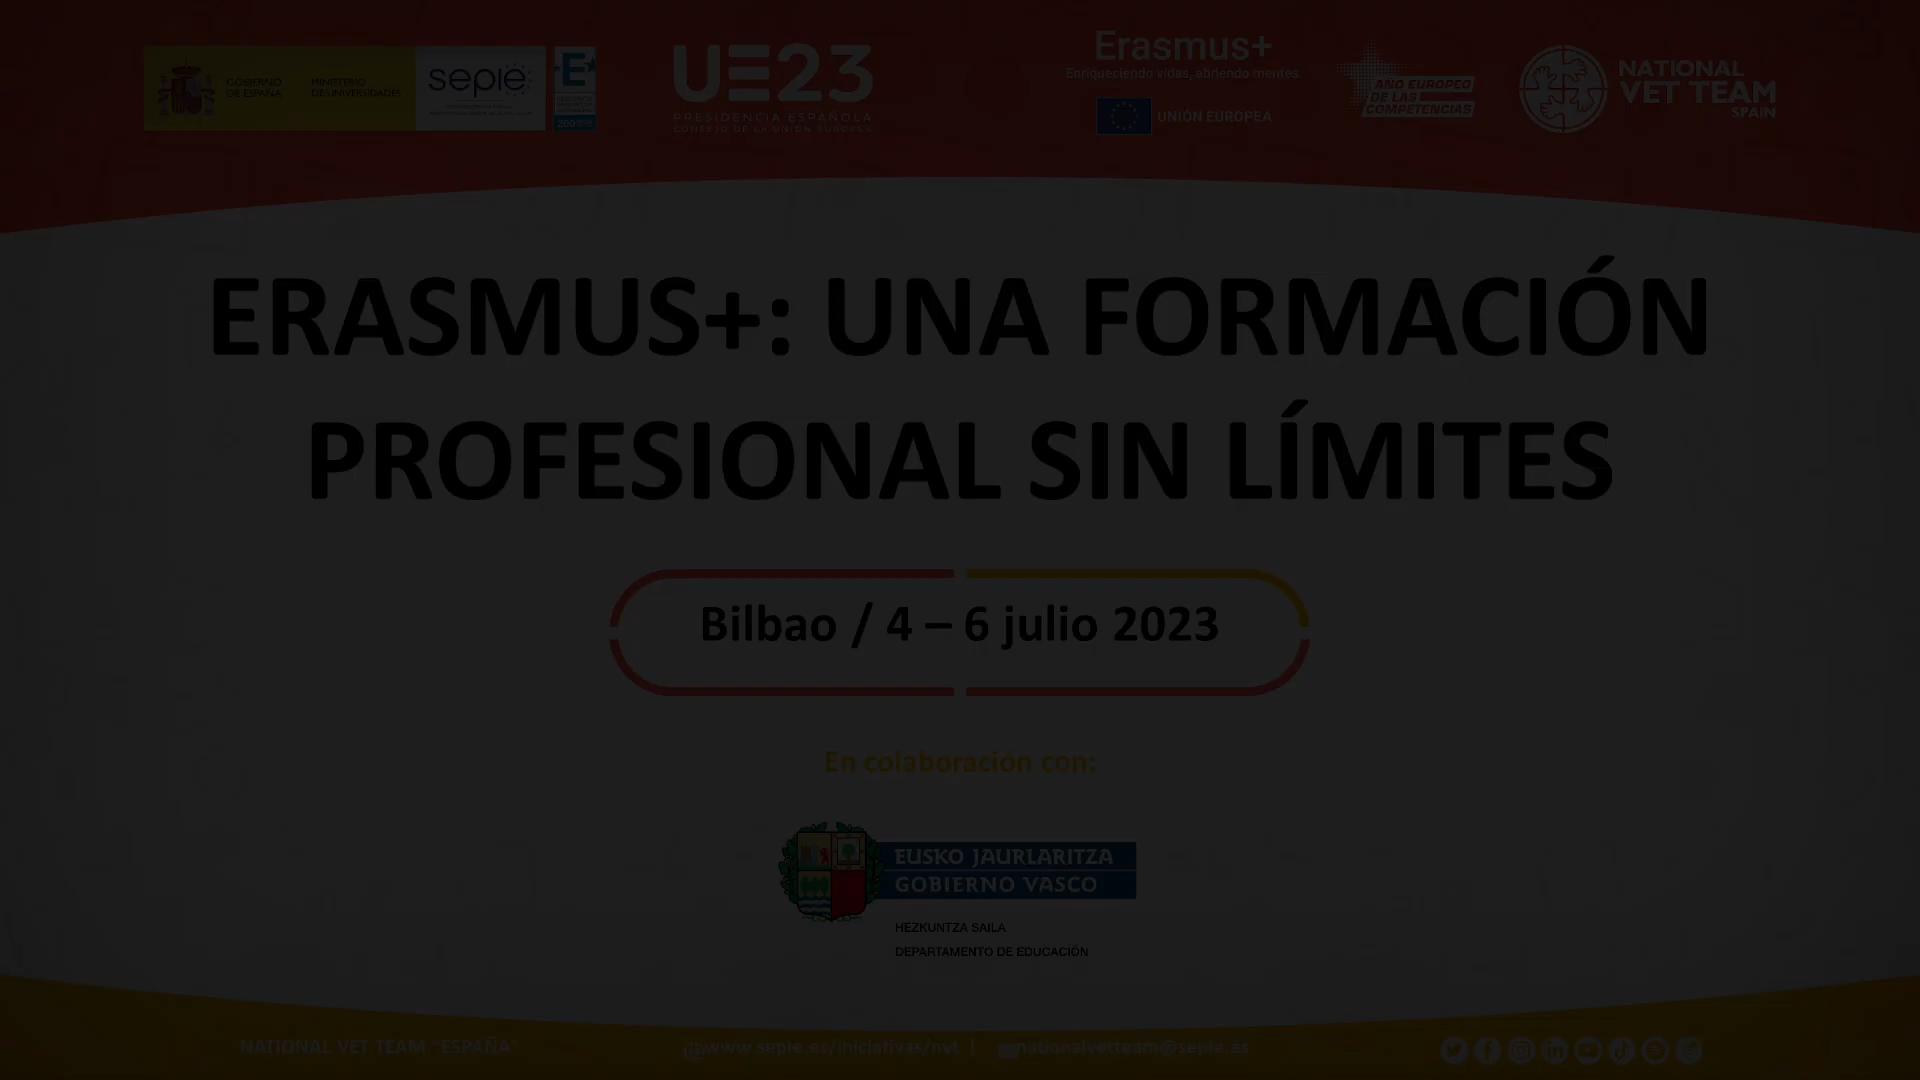 GOBIERNO
DE ESPAÑA
MINISTERIO
DE UNIVERSIDADES
sepie
UE23
PRESIDENCIA ESPAÑOLA
CONSEJO DE LA UNIÓN EUROPEA
Erasmus+
Enriqueciendo vidas, abriendo mentes.
UNIÓN EUROPEA
AÑO EUROPEO
DE LAS
COMPETENCIAS
NATIONAL
VET TEAM
SPAIN
ERASMUS+: UNA FORMACIÓN
PROFESIONAL SIN LÍMITES
Bilbao / 4 – 6 julio 2023
En colaboración con:
EUSKO JAURLARITZA
GOBIERNO VASCO
HEZKUNTZA SAILA
DEPARTAMENTO DE EDUCACIÓN
NATIONAL VET TEAM "ESPAÑA"
www.sepie.es/iniciativas/nvt |
nationalvetteam@sepie.es